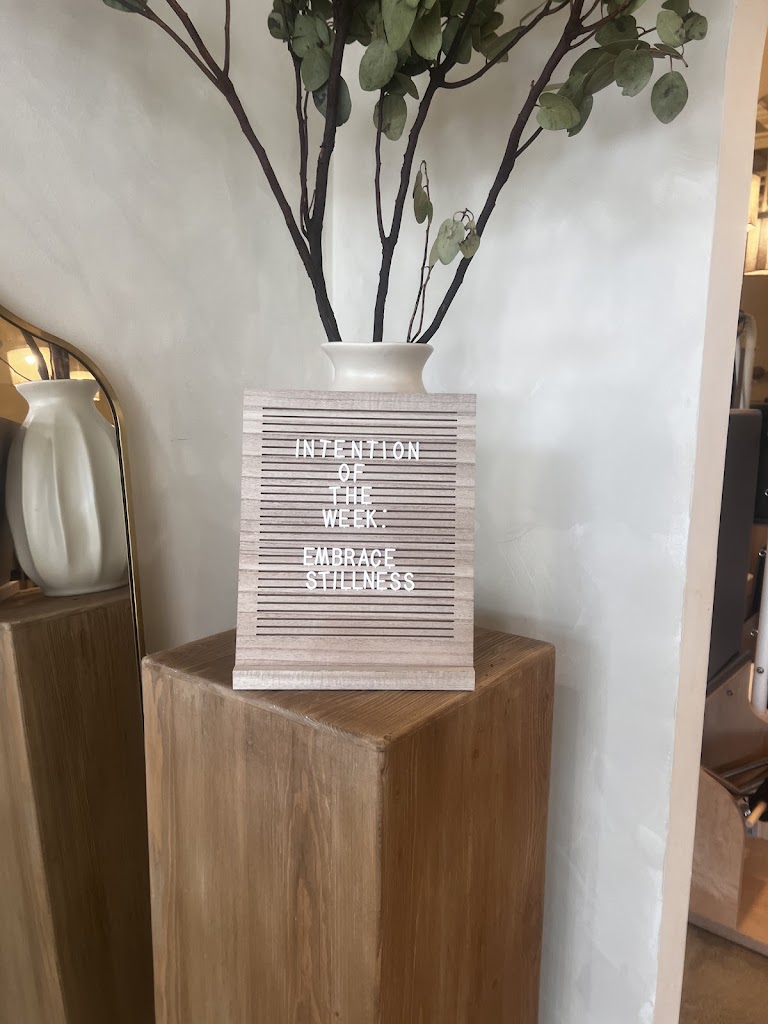 INTENTION
OF
THE
WEEK:
EMBRACE
STILLNESS